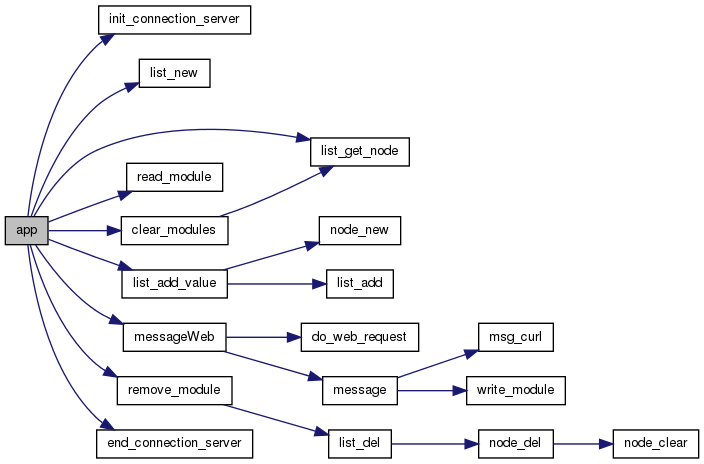 init_connection_server
list_new
list_get_node
read_module
app
clear_modules
node_new
list_add_value
list_add
messageWeb
do_web_request
msg_curl
remove_module
message
write_module
end_connection_server
list_del
node_del
node_clear